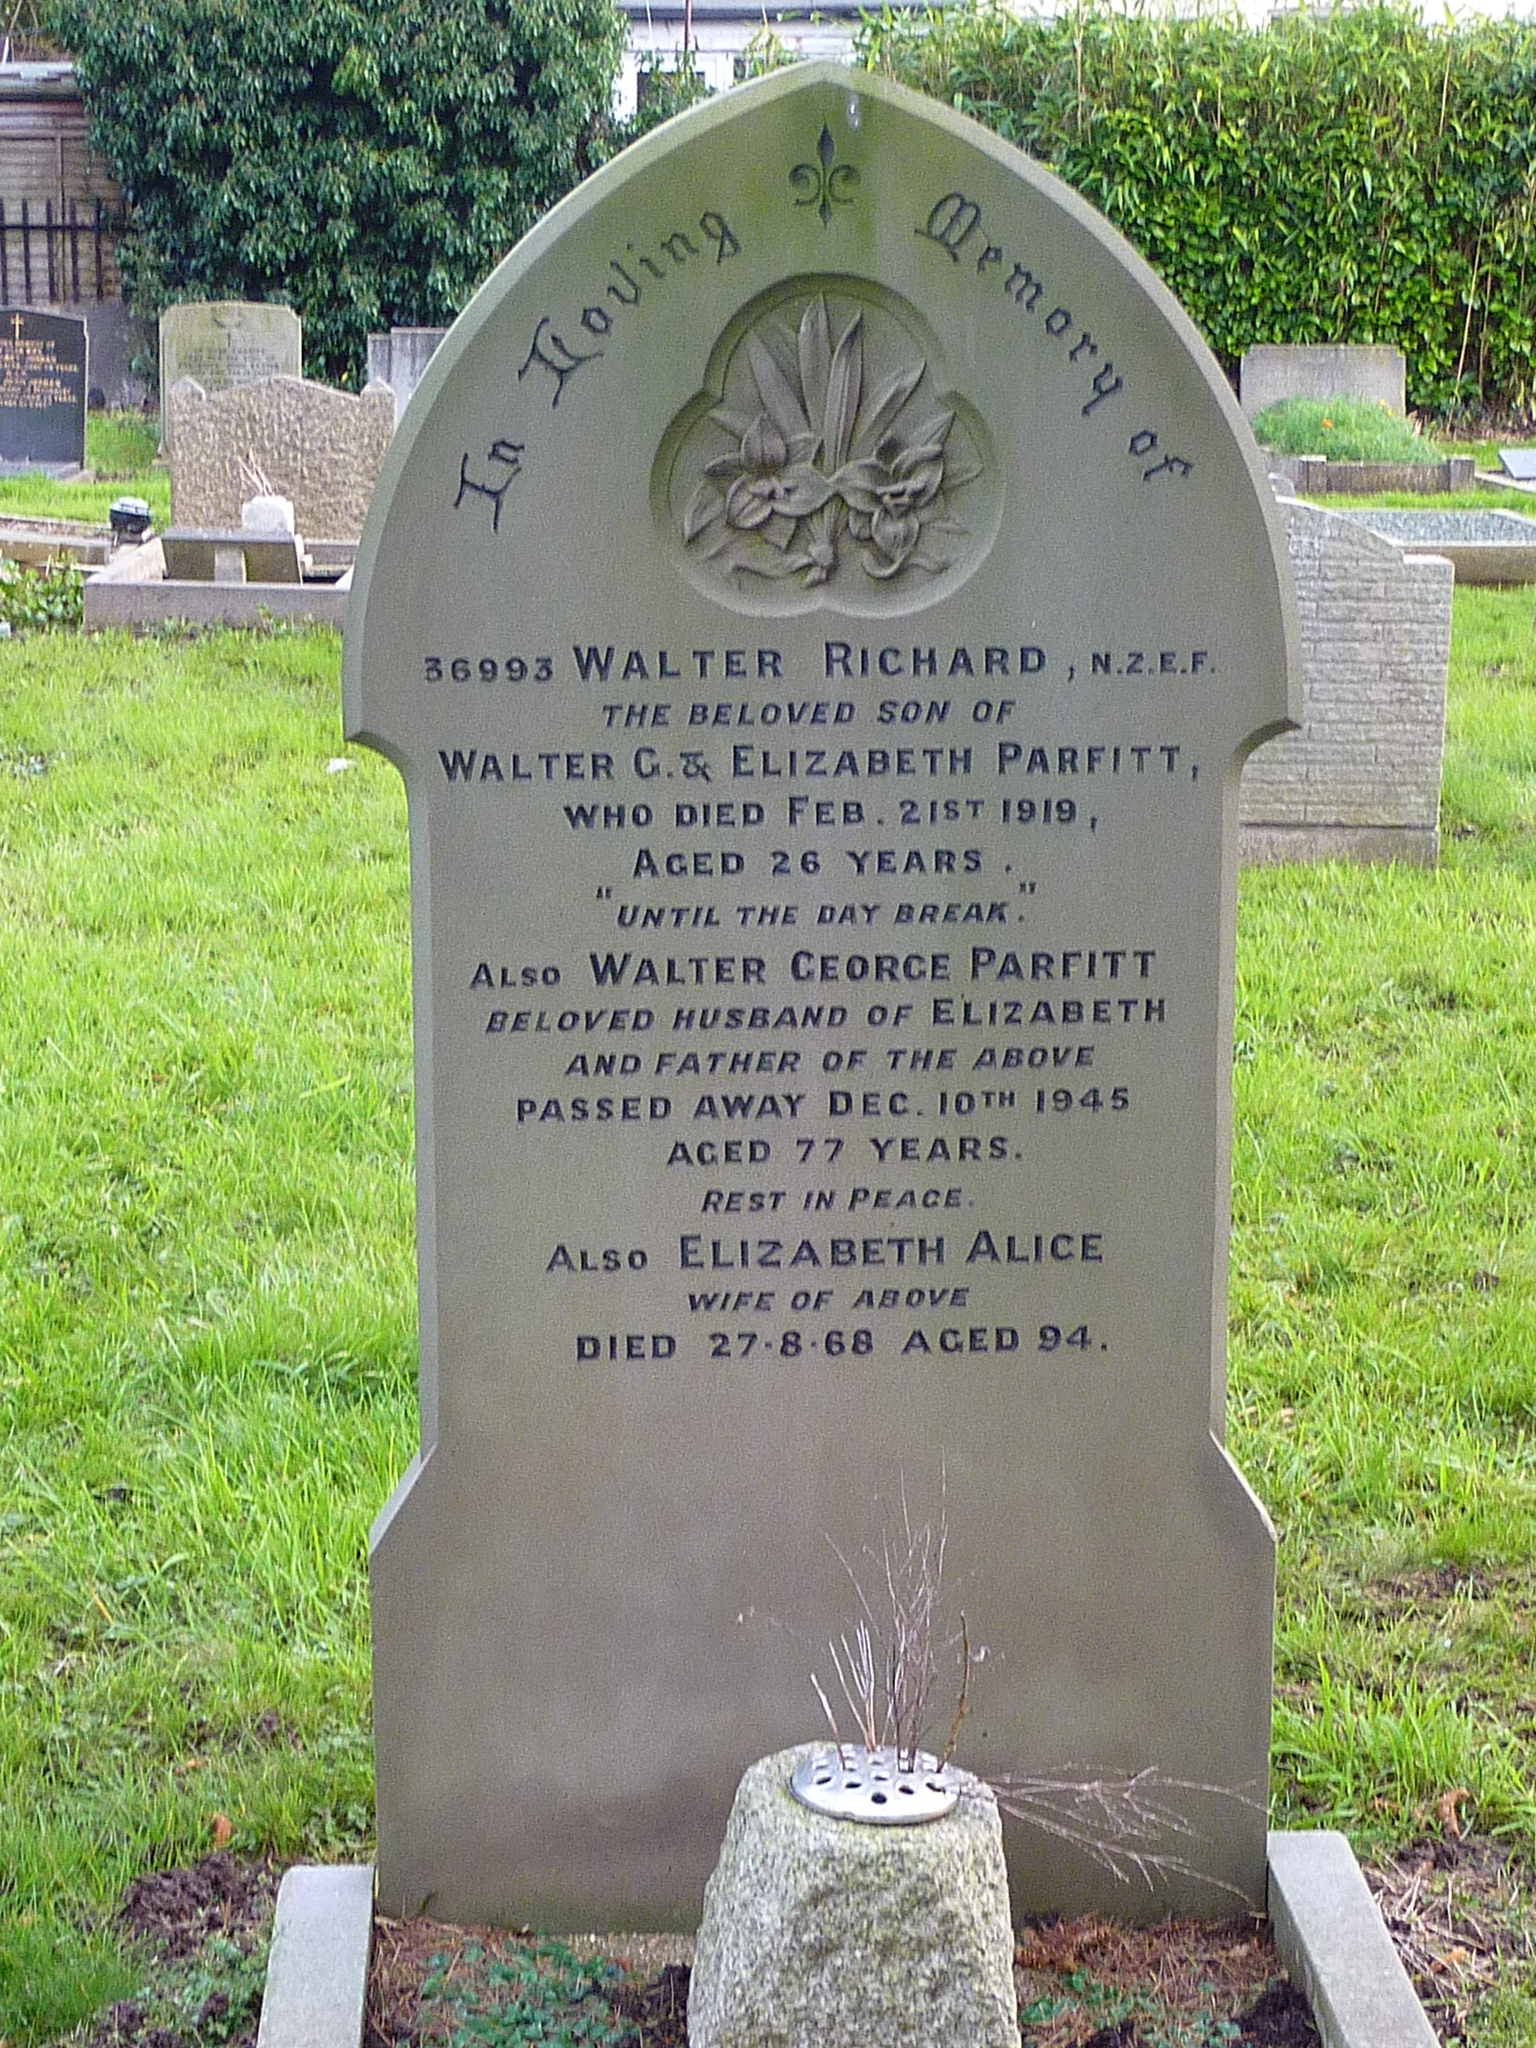 In Loving Memory of
36993 WALTER RICHARD, N.Z.E.F.
THE BELOVED SON OF
WALTER G. & ELIZABETH PARFITT,
WHO DIED FEB. 21ST 1919,
AGED 26 YEARS.
"UNTIL THE DAY BREAK."
ALSO WALTER GEORGE PARFITT
BELOVED HUSBAND OF ELIZABETH
AND FATHER OF THE ABOVE
PASSED AWAY DEC. 10TH 1945
AGED 77 YEARS.
REST IN PEACE.
ALSO ELIZABETH ALICE
WIFE OF ABOVE
DIED 27·8·68 AGED 94.